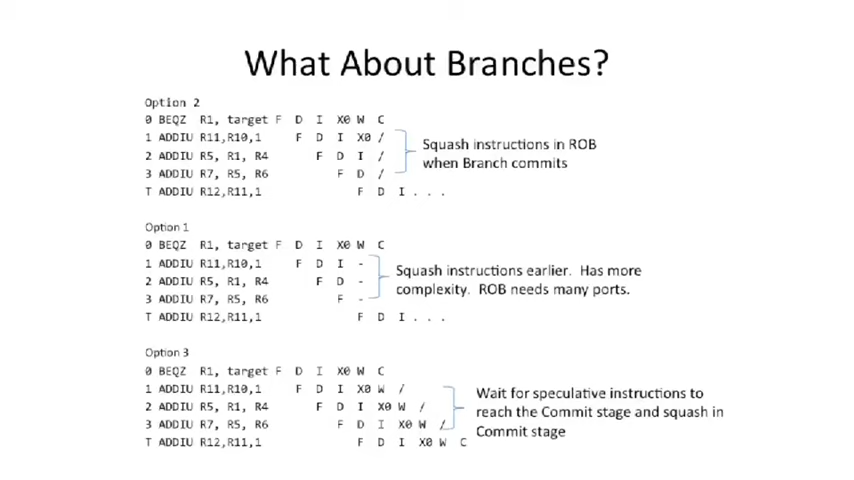 What About Branches?
Option 2
0 BEQZ R1, target F D I X0 W C
1 ADDIU R11,R10,1 F D I X0 /
2 ADDIU R5, R1, R4 F D I /
3 ADDIU R7, R5, R6 F D /
T ADDIU R12,R11,1 F D I . . .
Squash instructions in ROB
when Branch commits
Option 1
0 BEQZ R1, target F D I X0 W C
1 ADDIU R11,R10,1 F D I -
2 ADDIU R5, R1, R4 F D -
3 ADDIU R7, R5, R6 F -
T ADDIU R12,R11,1 F D I . . .
Squash instructions earlier. Has more
complexity. ROB needs many ports.
Option 3
0 BEQZ R1, target F D I X0 W C
1 ADDIU R11,R10,1 F D I X0 W /
2 ADDIU R5, R1, R4 F D I X0 W /
3 ADDIU R7, R5, R6 F D I X0 W /
T ADDIU R12,R11,1 F D I X0 W C
Wait for speculative instructions to
reach the Commit stage and squash in
Commit stage